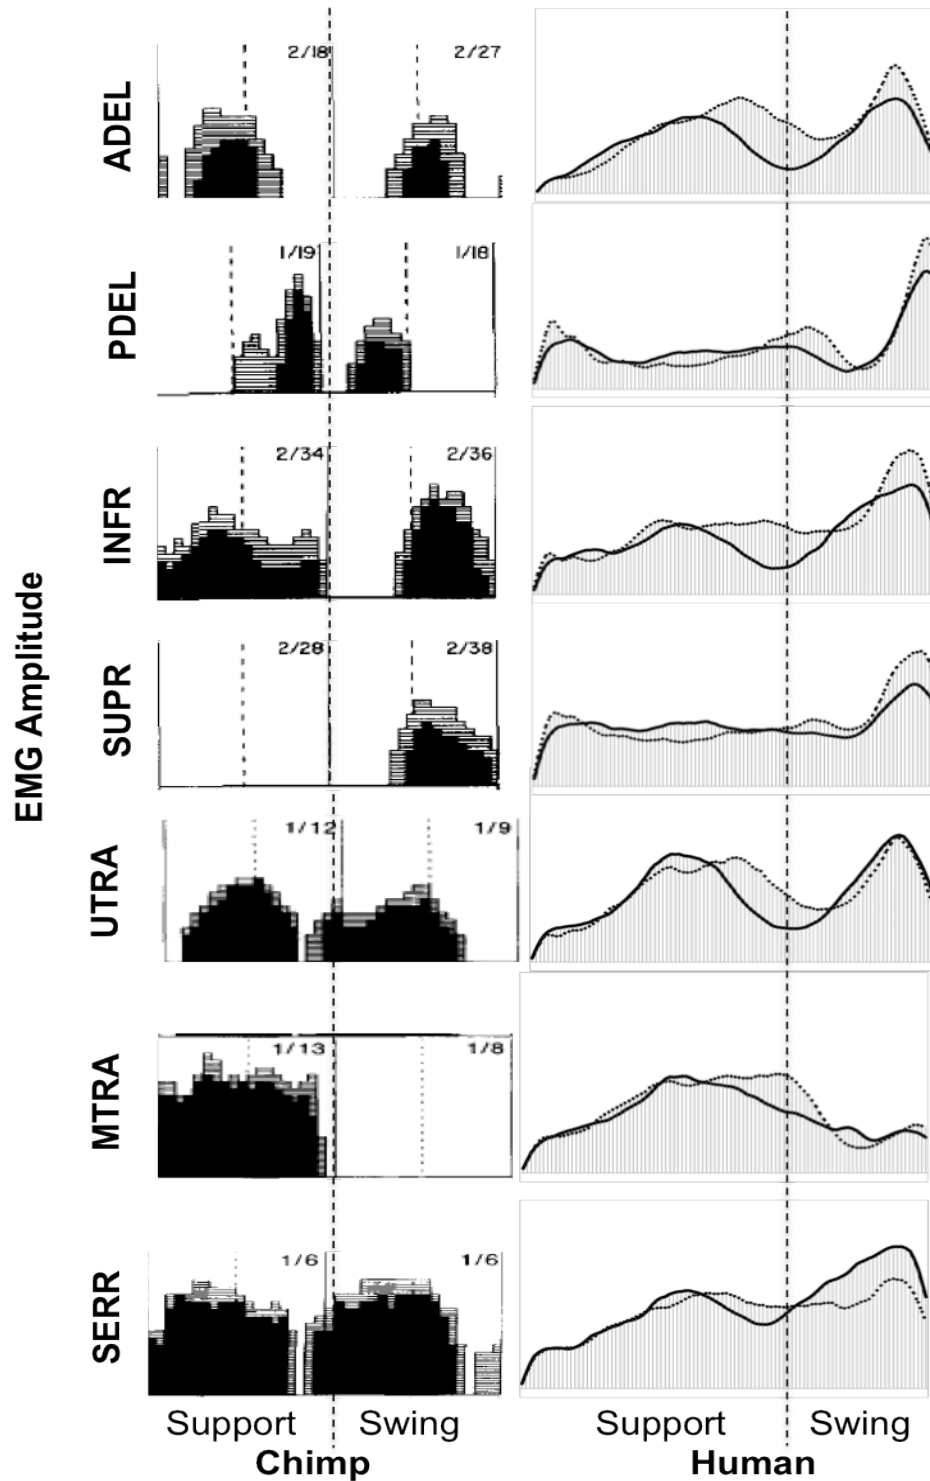 EMG Amplitude
ADEL
2/18
2/27
PDEL
1/19
1/18
INFR
2/34
2/36
SUPR
2/28
2/38
UTRA
1/12
1/9
MTRA
1/13
1/8
SERR
1/6
1/6
Support Swing Support Swing
Chimp Human